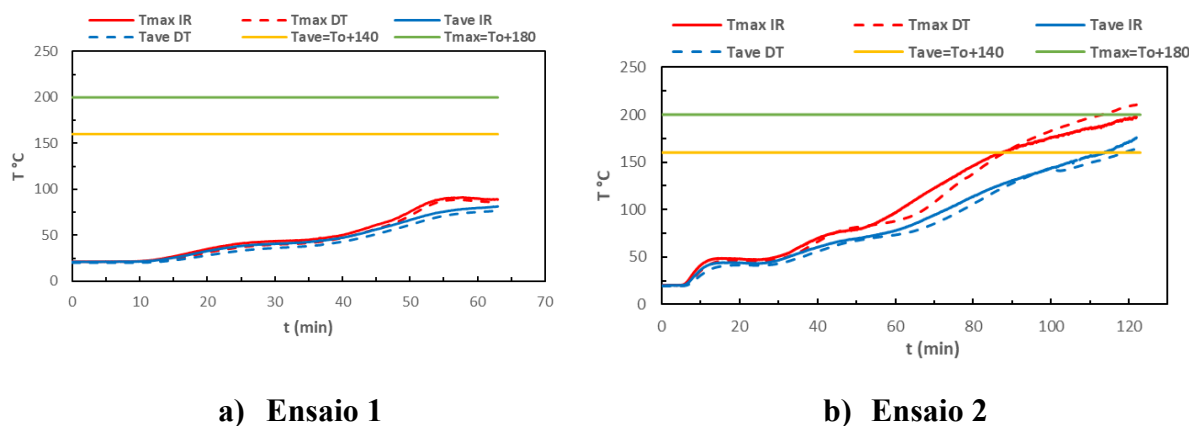 Tmax IR Tmax DT Tave IR
Tave DT Tave=To+140 Tmax=To+180
250
200
150
100
50
0
T °C
0 10 20 30 40 50 60 70
t (min)
a) Ensaio 1
Tmax IR Tmax DT Tave IR
Tave DT Tave=To+140 Tmax=To+180
250
200
150
100
50
0
T °C
0 20 40 60 80 100 120
t (min)
b) Ensaio 2